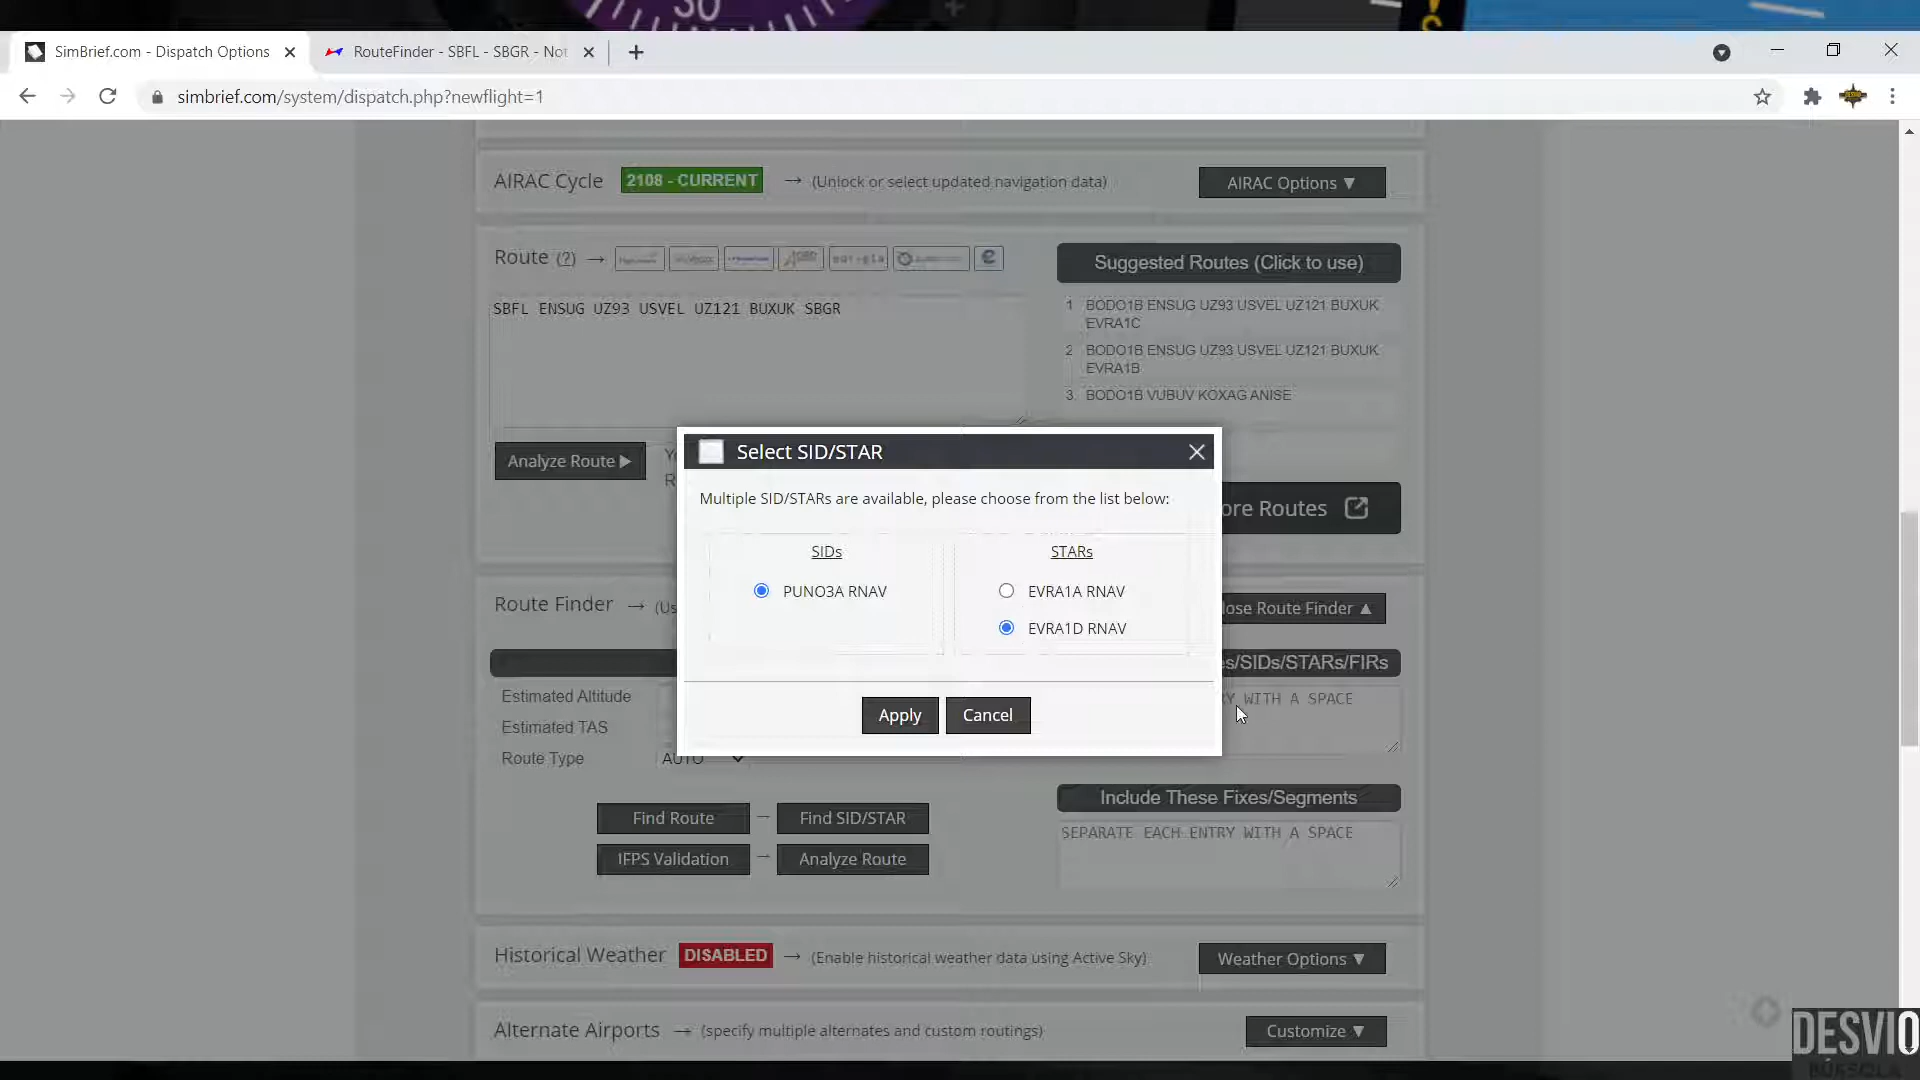 30
SimBrief.com - Dispatch Options
RouteFinder - SBFL - SBGR - Not
simbrief.com/system/dispatch.php?newflight=1
AIRAC Cycle 2108 - CURRENT → (Unlock or select updated navigation data) AIRAC Options ▼
Route (?) →
Suggested Routes (Click to use)
SBFL ENSUG UZ93 USVEL UZ121 BUXUK SBGR
1 BODO1B ENSUG UZ93 USVEL UZ121 BUXUK
EVRA1C
2 BODO1B ENSUG UZ93 USVEL UZ121 BUXUK
EVRA1B
3 BODO1B VUBUV KOXAG ANISE
Analyze Route ▶
ore Routes
Select SID/STAR
Multiple SID/STARs are available, please choose from the list below:
SIDs
STARs
PUNO3A RNAV
EVRA1A RNAV
EVRA1D RNAV
Apply
Cancel
Route Finder → (Us
lose Route Finder ▲
s/SIDs/STARs/FIRs
Estimated Altitude
RY WITH A SPACE
Estimated TAS
Route Type AUTO
Find Route → Find SID/STAR
IFPS Validation → Analyze Route
Include These Fixes/Segments
SEPARATE EACH ENTRY WITH A SPACE
Historical Weather DISABLED → (Enable historical weather data using Active Sky) Weather Options ▼
Alternate Airports → (specify multiple alternates and custom routings) Customize ▼
DESVIO